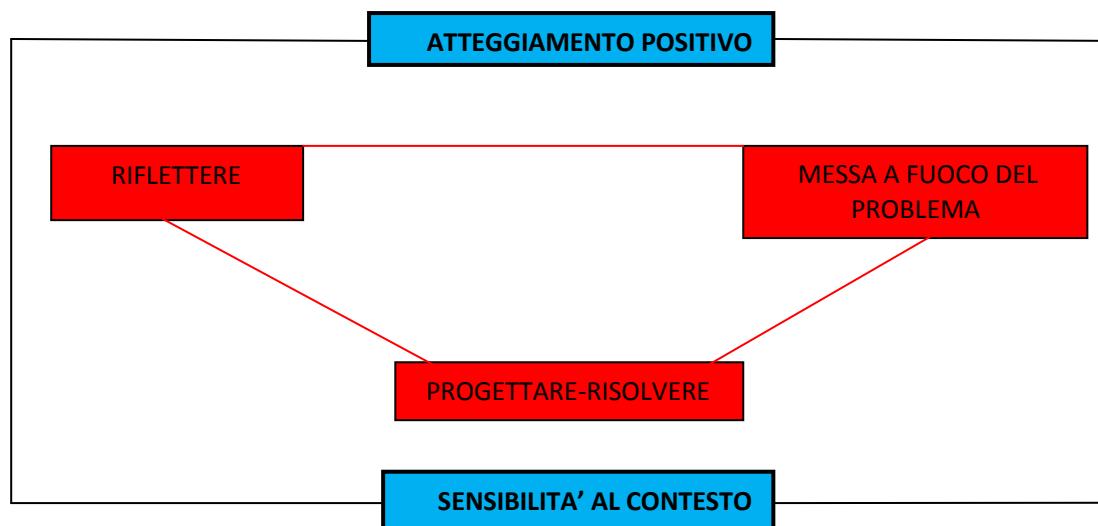 ATTEGGIAMENTO POSITIVO
RIFLETTERE
MESSA A FUOCO DEL
PROBLEMA
PROGETTARE-RISOLVERE
SENSIBILITA’ AL CONTESTO